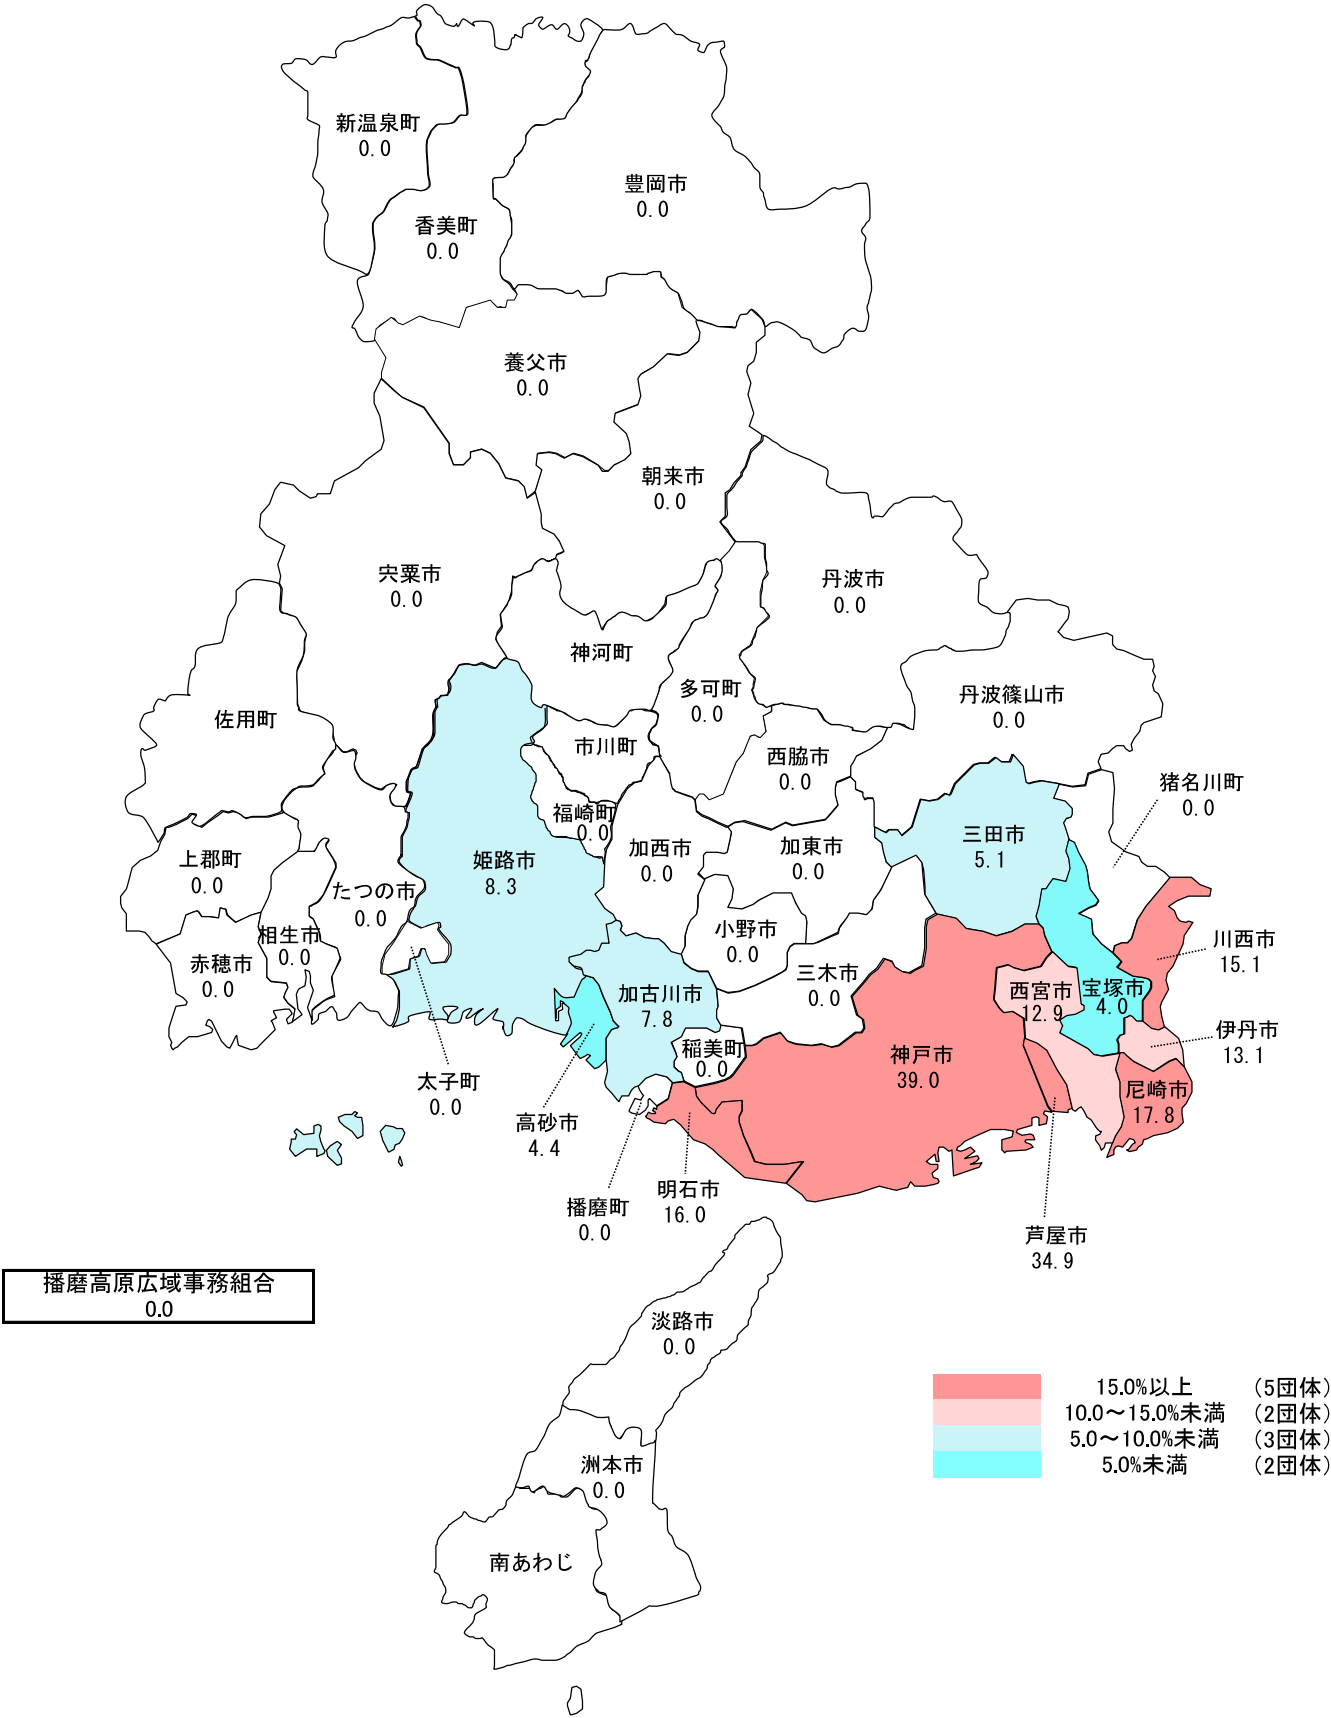 新温泉町
0.0
豊岡市
0.0
香美町
0.0
養父市
0.0
朝来市
0.0
宍粟市
0.0
丹波市
0.0
神河町
多可町
0.0
丹波篠山市
0.0
佐用町
市川町
西脇市
0.0
猪名川町
0.0
福崎町
0.0
三田市
5.1
加西市
0.0
加東市
0.0
姫路市
8.3
上郡町
0.0
たつの市
0.0
小野市
0.0
相生市
0.0
川西市
15.1
赤穂市
0.0
三木市
0.0
加古川市
7.8
西宮市
12.9
宝塚市
4.0
伊丹市
13.1
稲美町
0.0
神戸市
39.0
太子町
0.0
尼崎市
17.8
高砂市
4.4
明石市
16.0
播磨町
0.0
芦屋市
34.9
播磨高原広域事務組合
0.0
淡路市
0.0
15.0%以上 （5団体）
10.0～15.0%未満 （2団体）
5.0～10.0%未満 （3団体）
5.0%未満 （2団体）
洲本市
0.0
南あわじ